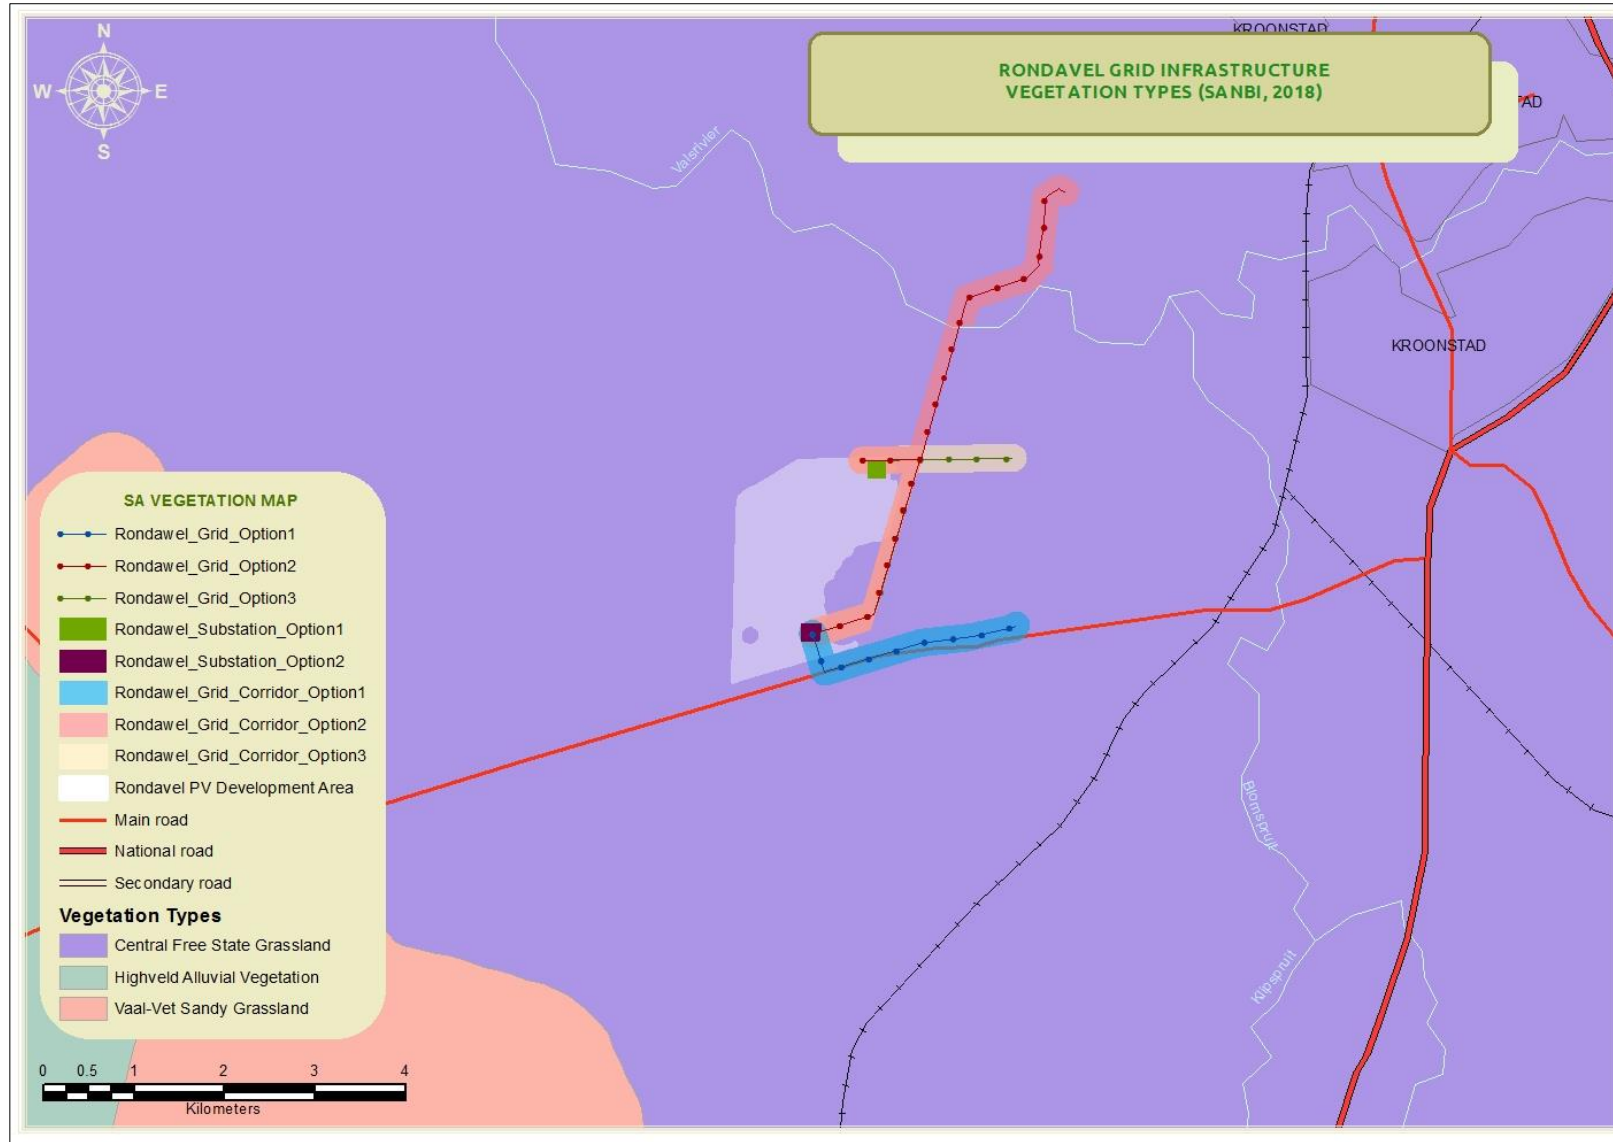 N
W E
S
KROONSTAD
RONDAVEL GRID INFRASTRUCTURE
VEGETATION TYPES (SANBI, 2018)
Valsrivier
KROONSTAD
SA VEGETATION MAP
Rondawel_Grid_Option1
Rondawel_Grid_Option2
Rondawel_Grid_Option3
Rondawel_Substation_Option1
Rondawel_Substation_Option2
Rondawel_Grid_Corridor_Option1
Rondawel_Grid_Corridor_Option2
Rondawel_Grid_Corridor_Option3
Rondavel PV Development Area
Main road
National road
Secondary road
Vegetation Types
Central Free State Grassland
Highveld Alluvial Vegetation
Vaal-Vet Sandy Grassland
Blomspruit
Klipspruit
0 0.5 1 2 3 4
Kilometers